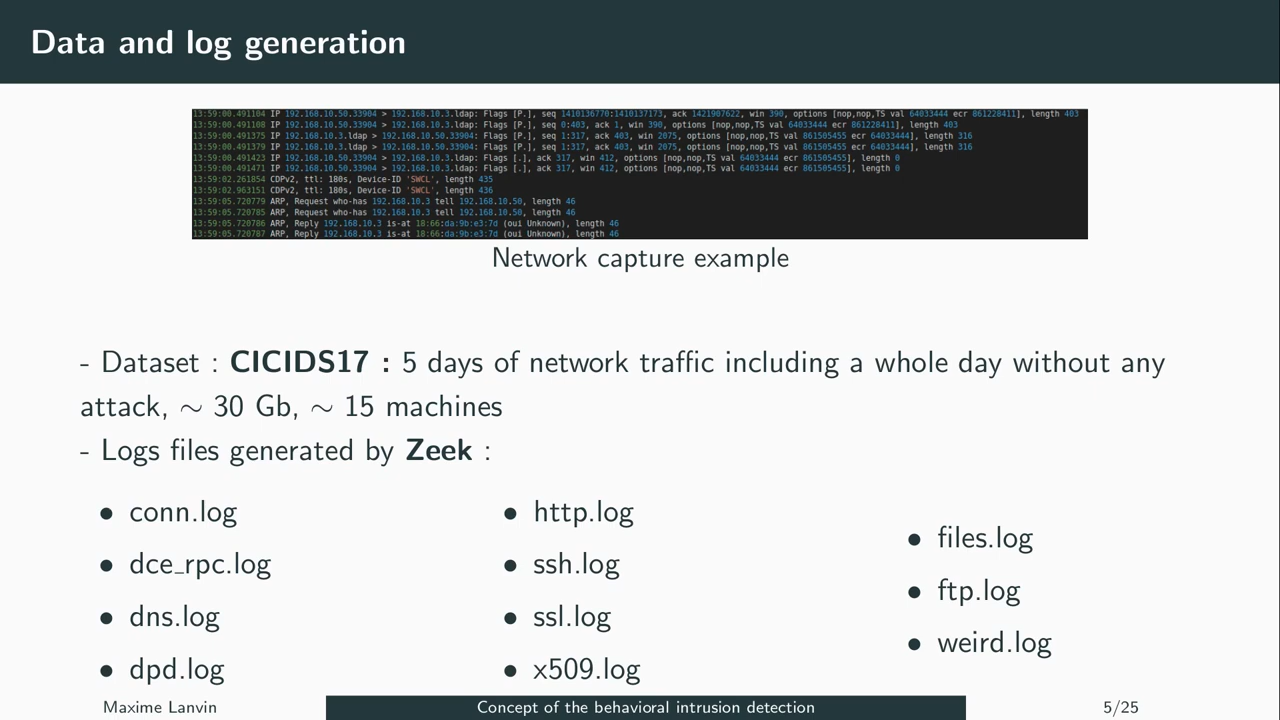 Data and log generation
13:59:00.491104 IP 192.168.10.50.33904 > 192.168.10.3.ldap: Flags [P.], seq 1410136770:1410137173, ack 1421907622, win 390, options [nop,nop,TS val 64033444 ecr 861228411], length 403
13:59:00.491108 IP 192.168.10.50.33904 > 192.168.10.3.ldap: Flags [P.], seq 0:403, ack 1, win 390, options [nop,nop,TS val 64033444 ecr 861228411], length 403
13:59:00.491375 IP 192.168.10.3.ldap > 192.168.10.50.33904: Flags [P.], seq 1:317, ack 403, win 2075, options [nop,nop,TS val 861505455 ecr 64033444], length 316
13:59:00.491379 IP 192.168.10.3.ldap > 192.168.10.50.33904: Flags [P.], seq 1:317, ack 403, win 2075, options [nop,nop,TS val 861505455 ecr 64033444], length 316
13:59:00.491423 IP 192.168.10.50.33904 > 192.168.10.3.ldap: Flags [.], ack 317, win 412, options [nop,nop,TS val 64033444 ecr 861505455], length 0
13:59:00.491471 IP 192.168.10.50.33904 > 192.168.10.3.ldap: Flags [.], ack 317, win 412, options [nop,nop,TS val 64033444 ecr 861505455], length 0
13:59:02.261854 CDPv2, ttl: 180s, Device-ID 'SWCL', length 435
13:59:02.963151 CDPv2, ttl: 180s, Device-ID 'SWCL', length 436
13:59:05.720779 ARP, Request who-has 192.168.10.3 tell 192.168.10.50, length 46
13:59:05.720785 ARP, Request who-has 192.168.10.3 tell 192.168.10.50, length 46
13:59:05.720786 ARP, Reply 192.168.10.3 is-at 18:66:da:9b:e3:7d (oui Unknown), length 46
13:59:05.720787 ARP, Reply 192.168.10.3 is-at 18:66:da:9b:e3:7d (oui Unknown), length 46
Network capture example
- Dataset : CICIDS17 : 5 days of network traffic including a whole day without any
attack, ∼ 30 Gb, ∼ 15 machines
- Logs files generated by Zeek :
• conn.log
• dce_rpc.log
• dns.log
• dpd.log
• http.log
• ssh.log
• ssl.log
• x509.log
• files.log
• ftp.log
• weird.log
Maxime Lanvin
Concept of the behavioral intrusion detection
5/25